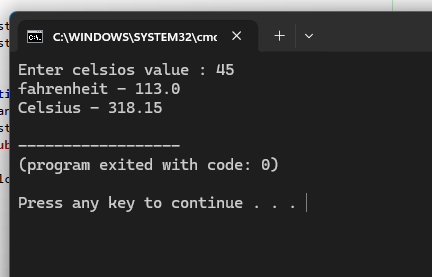 C:\WINDOWS\SYSTEM32\cmd
Enter celsios value : 45
fahrenheit - 113.0
Celsius - 318.15
------------------
(program exited with code: 0)
Press any key to continue . . .